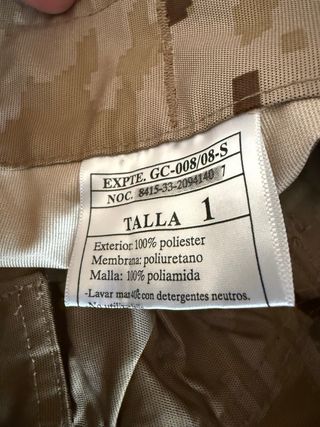 EXPTE. GC-008/08-S
NOC. 8415-33-2094140 7
TALLA 1
Exterior: 100% poliester
Membrana: poliuretano
Malla: 100% poliamida
-Lavar max 40ºc con detergentes neutros.